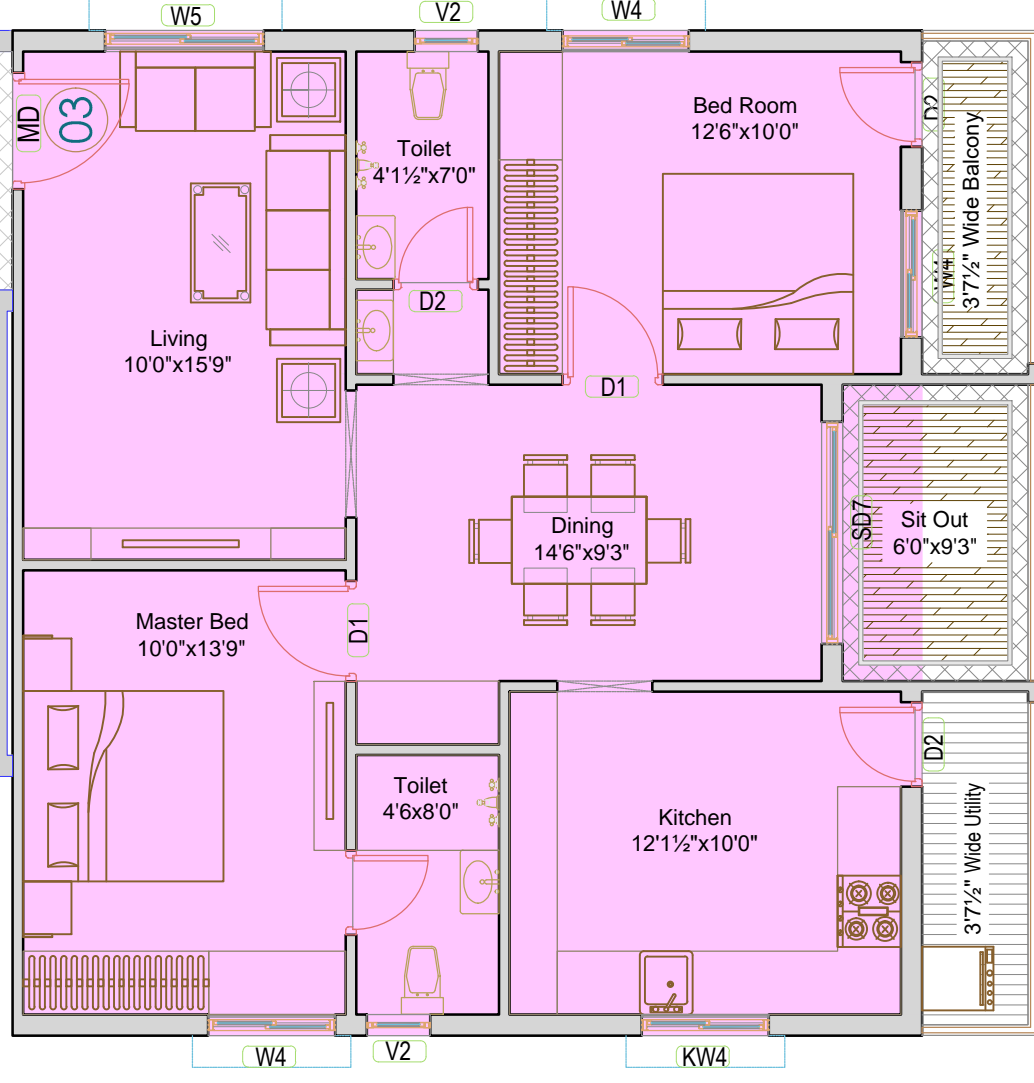 W5
V2
W4
MD
03
Toilet
4'1½"x7'0"
Bed Room
12'6"x10'0"
D2
3'7½" Wide Balcony
W4
D2
Living
10'0"x15'9"
D1
Dining
14'6"x9'3"
SD7
Sit Out
6'0"x9'3"
Master Bed
10'0"x13'9"
D1
Toilet
4'6x8'0"
Kitchen
12'1½"x10'0"
D2
3'7½" Wide Utility
W4
V2
KW4